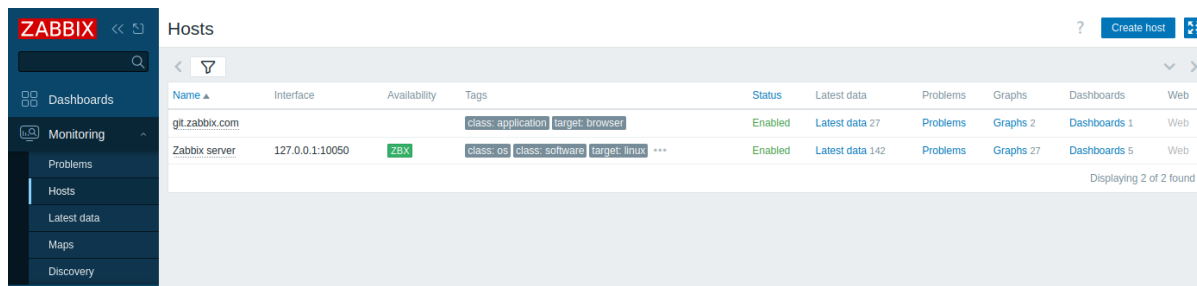 ZABBIX
Hosts
? Create host
Dashboards
Monitoring
Problems
Hosts
Latest data
Maps
Discovery
Name Interface Availability Tags Status Latest data Problems Graphs Dashboards Web
git.zabbix.com class: application target: browser Enabled Latest data 27 Problems Graphs 2 Dashboards 1 Web
Zabbix server 127.0.0.1:10050 ZBX class: os class: software target: linux ••• Enabled Latest data 142 Problems Graphs 27 Dashboards 5 Web
Displaying 2 of 2 found